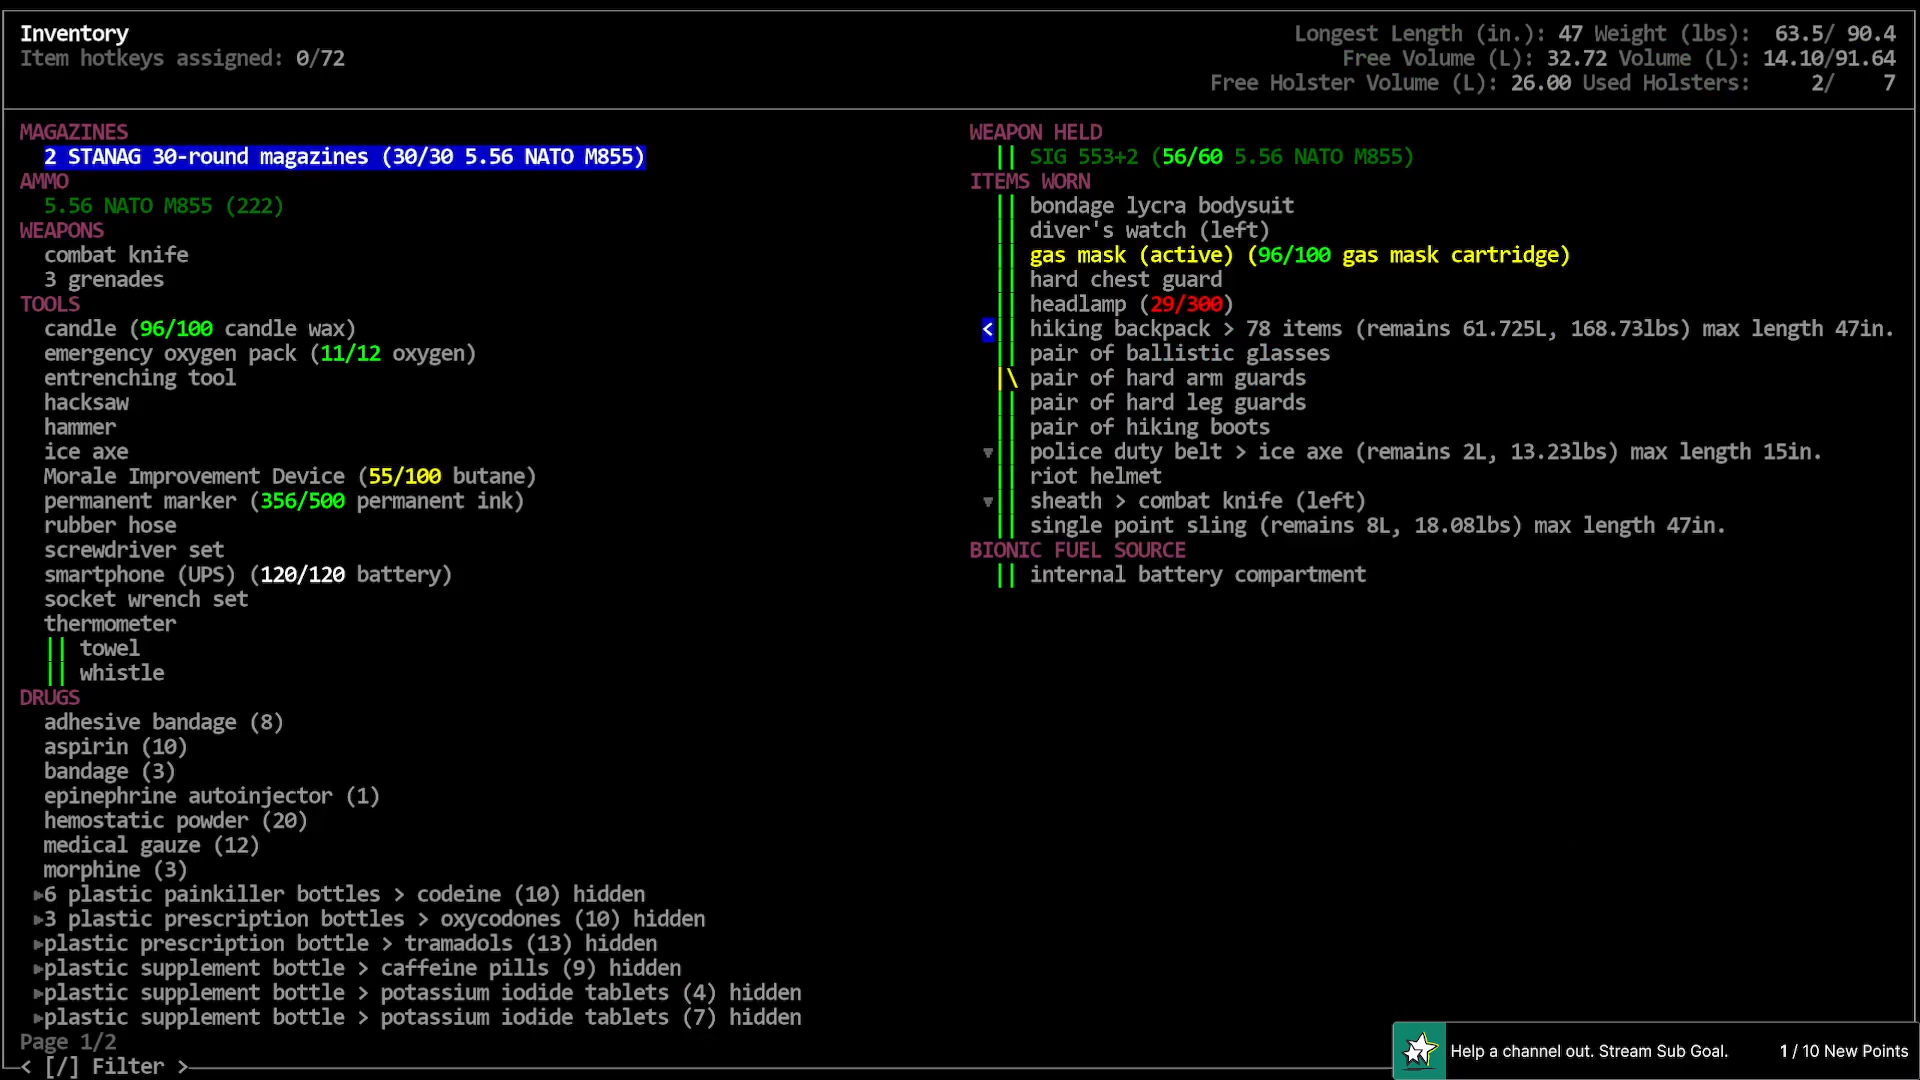 Inventory
Item hotkeys assigned: 0/72
Longest Length (in.): 47 Weight (lbs): 63.5/ 90.4
Free Volume (L): 32.72 Volume (L): 14.10/91.64
Free Holster Volume (L): 26.00 Used Holsters: 2/ 7
MAGAZINES
2 STANAG 30-round magazines (30/30 5.56 NATO M855)
AMMO
5.56 NATO M855 (222)
WEAPONS
combat knife
3 grenades
TOOLS
candle (96/100 candle wax)
emergency oxygen pack (11/12 oxygen)
entrenching tool
hacksaw
hammer
ice axe
Morale Improvement Device (55/100 butane)
permanent marker (356/500 permanent ink)
rubber hose
screwdriver set
smartphone (UPS) (120/120 battery)
socket wrench set
thermometer
|| towel
|| whistle
DRUGS
adhesive bandage (8)
aspirin (10)
bandage (3)
epinephrine autoinjector (1)
hemostatic powder (20)
medical gauze (12)
morphine (3)
▸6 plastic painkiller bottles > codeine (10) hidden
▸3 plastic prescription bottles > oxycodones (10) hidden
▸plastic prescription bottle > tramadols (13) hidden
▸plastic supplement bottle > caffeine pills (9) hidden
▸plastic supplement bottle > potassium iodide tablets (4) hidden
▸plastic supplement bottle > potassium iodide tablets (7) hidden
Page 1/2
< [/] Filter >
WEAPON HELD
|| SIG 553+2 (56/60 5.56 NATO M855)
ITEMS WORN
|| bondage lycra bodysuit
|| diver's watch (left)
|| gas mask (active) (96/100 gas mask cartridge)
|| hard chest guard
|| headlamp (29/300)
< || hiking backpack > 78 items (remains 61.725L, 168.73lbs) max length 47in.
|| pair of ballistic glasses
|\ pair of hard arm guards
|| pair of hard leg guards
|| pair of hiking boots
▾ || police duty belt > ice axe (remains 2L, 13.23lbs) max length 15in.
|| riot helmet
▾ || sheath > combat knife (left)
|| single point sling (remains 8L, 18.08lbs) max length 47in.
BIONIC FUEL SOURCE
|| internal battery compartment
Help a channel out. Stream Sub Goal. 1 / 10 New Points